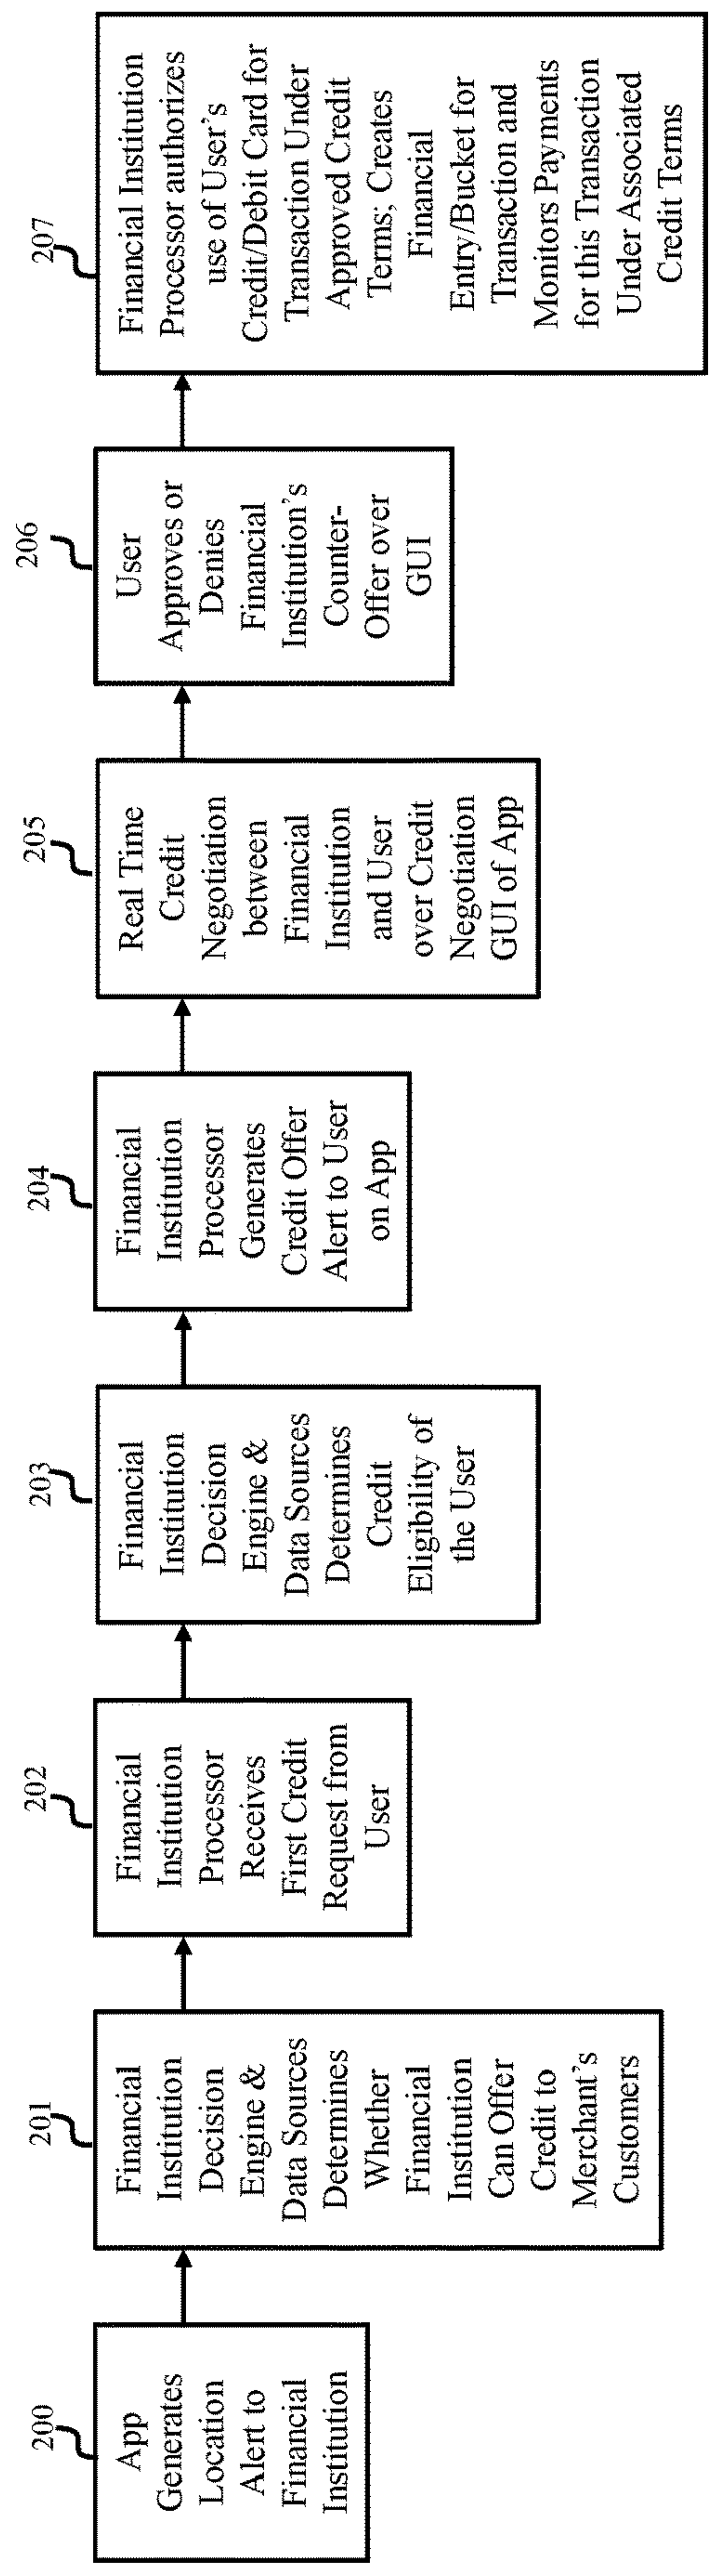 200
App
Generates
Location
Alert to
Financial
Institution
201
Financial
Institution
Decision
Engine &
Data Sources
Determines
Whether
Financial
Institution
Can Offer
Credit to
Merchant's
Customers
202
Financial
Institution
Processor
Receives
First Credit
Request from
User
203
Financial
Institution
Decision
Engine &
Data Sources
Determines
Credit
Eligibility of
the User
204
Financial
Institution
Processor
Generates
Credit Offer
Alert to User
on App
205
Real Time
Credit
Negotiation
between
Financial
Institution
and User
over Credit
Negotiation
GUI of App
206
User
Approves or
Denies
Financial
Institution's
Counter-
Offer over
GUI
207
Financial Institution
Processor authorizes
use of User's
Credit/Debit Card for
Transaction Under
Approved Credit
Terms; Creates
Financial
Entry/Bucket for
Transaction and
Monitors Payments
for this Transaction
Under Associated
Credit Terms